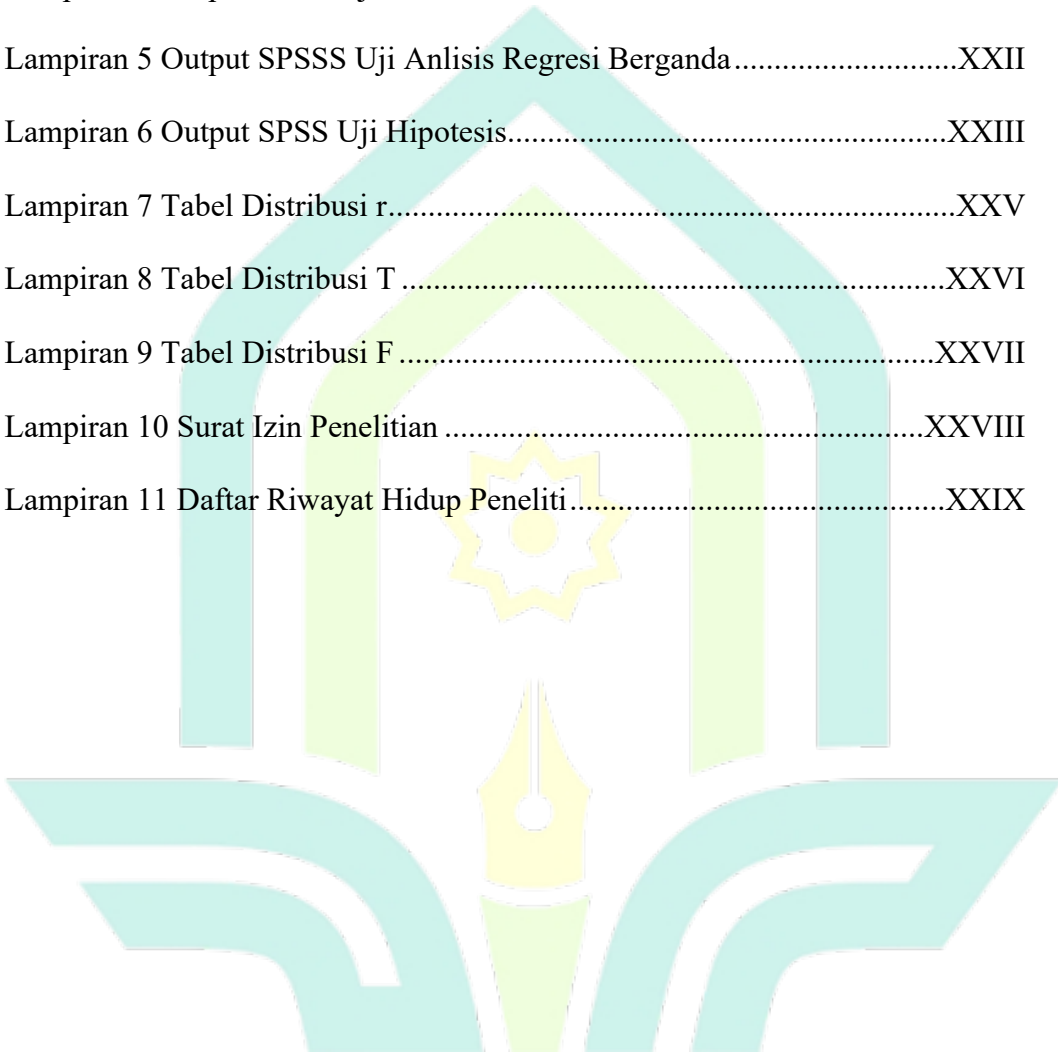 Lampiran 5 Output SPSSS Uji Anlisis Regresi Berganda............................XXII
Lampiran 6 Output SPSS Uji Hipotesis.......................................................XXIII
Lampiran 7 Tabel Distribusi r.......................................................................XXV
Lampiran 8 Tabel Distribusi T ....................................................................XXVI
Lampiran 9 Tabel Distribusi F ...................................................................XXVII
Lampiran 10 Surat Izin Penelitian ............................................................XXVIII
Lampiran 11 Daftar Riwayat Hidup Peneliti...............................................XXIX